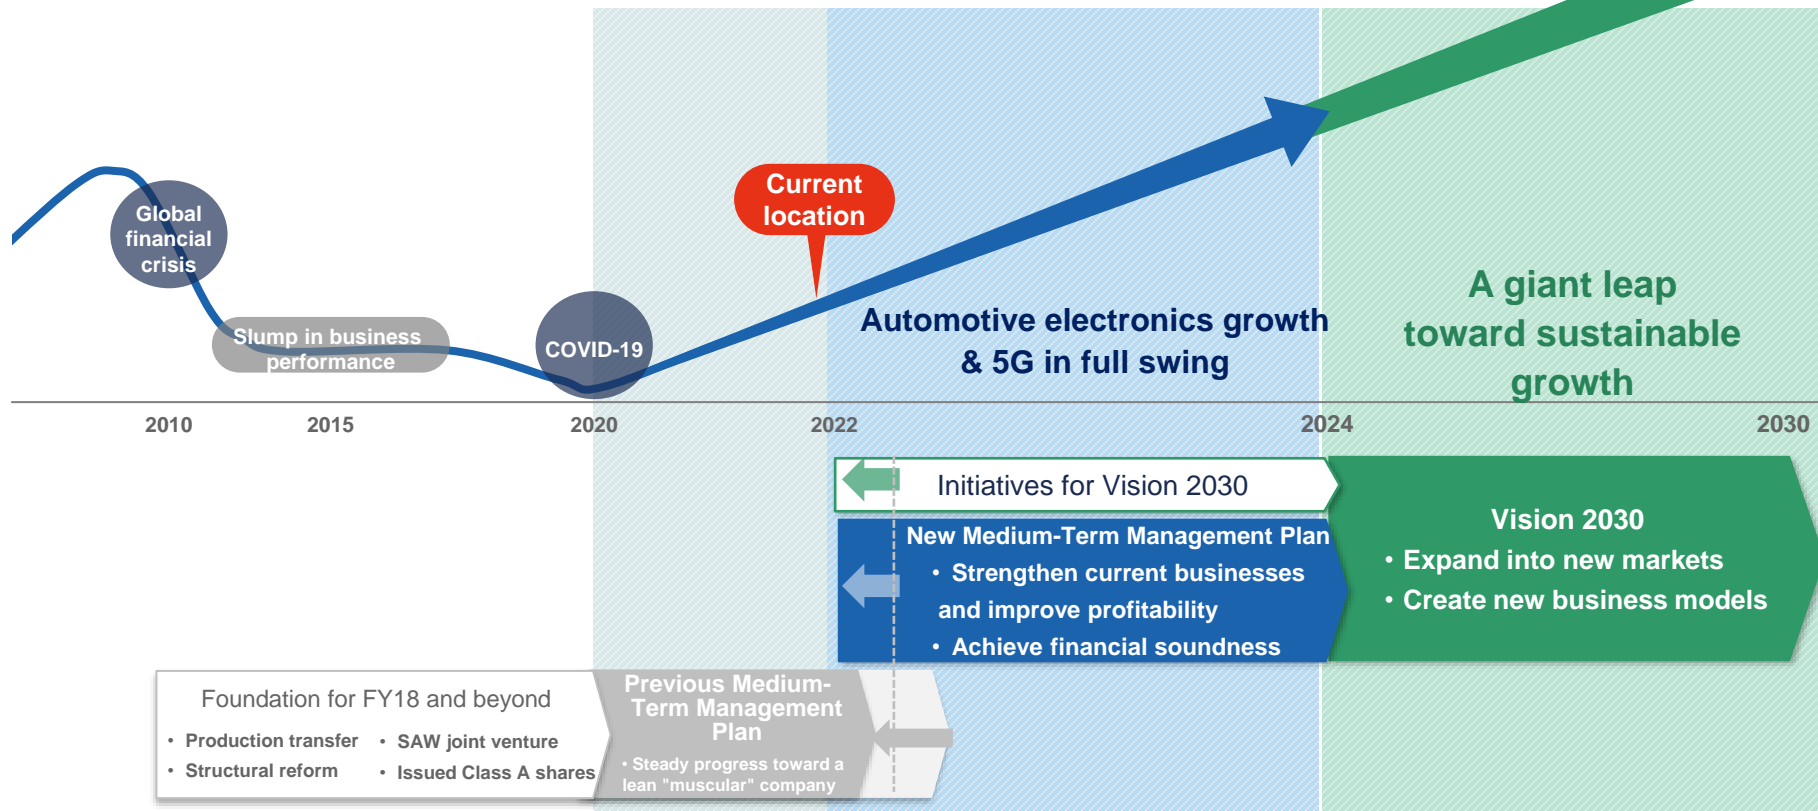 Current
location
Global
financial
crisis
Slump in business
performance
COVID-19
Automotive electronics growth
& 5G in full swing
A giant leap
toward sustainable
growth
2010
2015
2020
2022
2024
2030
Initiatives for Vision 2030
New Medium-Term Management Plan
• Strengthen current businesses
and improve profitability
• Achieve financial soundness
Vision 2030
• Expand into new markets
• Create new business models
Foundation for FY18 and beyond
• Production transfer
• Structural reform
• SAW joint venture
• Issued Class A shares
Previous Medium-
Term Management
Plan
• Steady progress toward a
lean "muscular" company